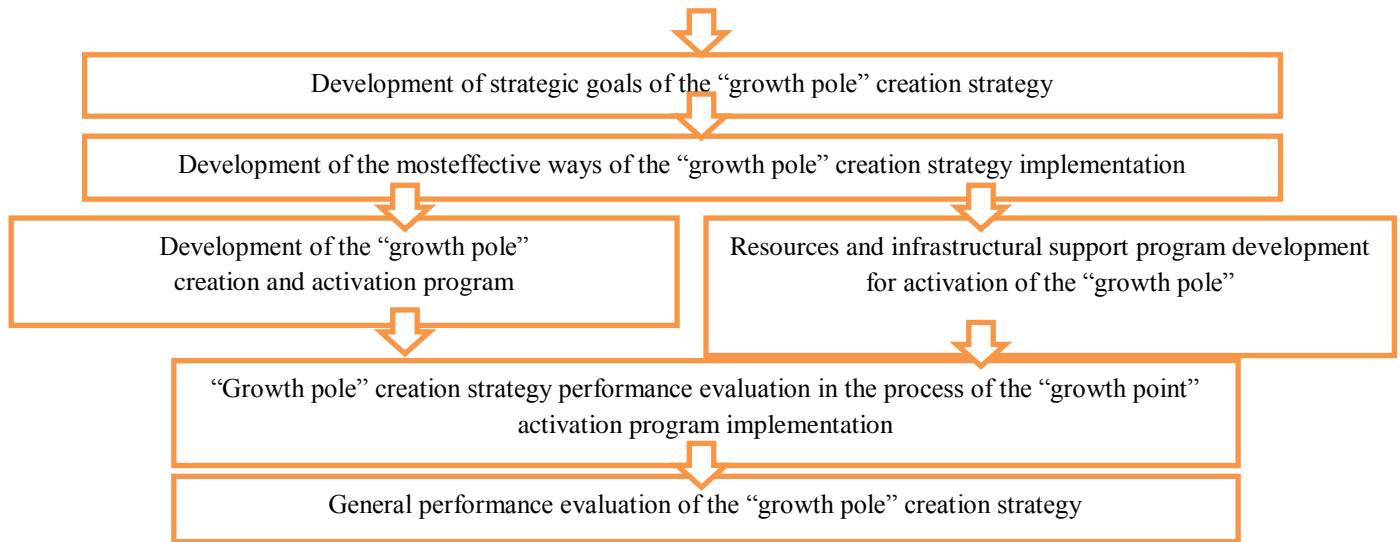 Development of strategic goals of the “growth pole” creation strategy
Development of the mosteffective ways of the “growth pole” creation strategy implementation
Development of the “growth pole”
creation and activation program
Resources and infrastructural support program development
for activation of the “growth pole”
“Growth pole” creation strategy performance evaluation in the process of the “growth point”
activation program implementation
General performance evaluation of the “growth pole” creation strategy